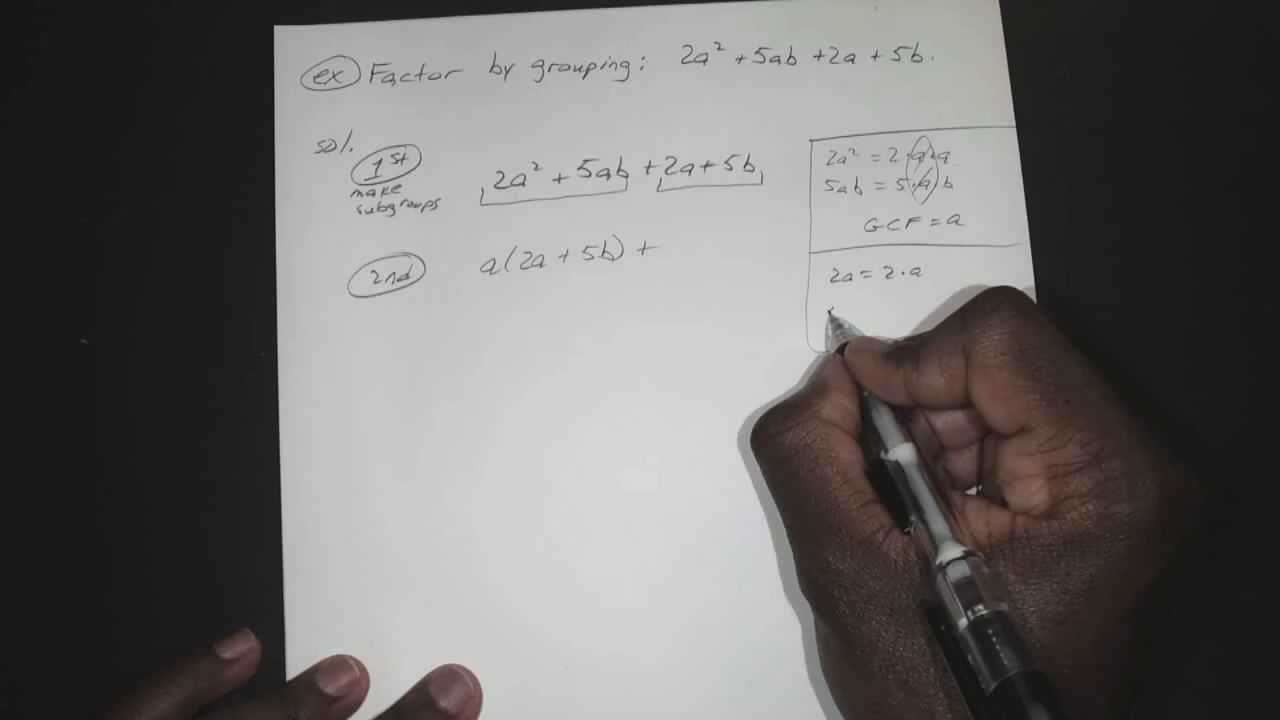 ex Factor by grouping: 2a² + 5ab + 2a + 5b.
sol.
1st
make
subgroups
2a² + 5ab + 2a + 5b
2nd
a(2a + 5b) +
2a² = 2·a·a
5ab = 5·a·b
GCF = a
2a = 2·a